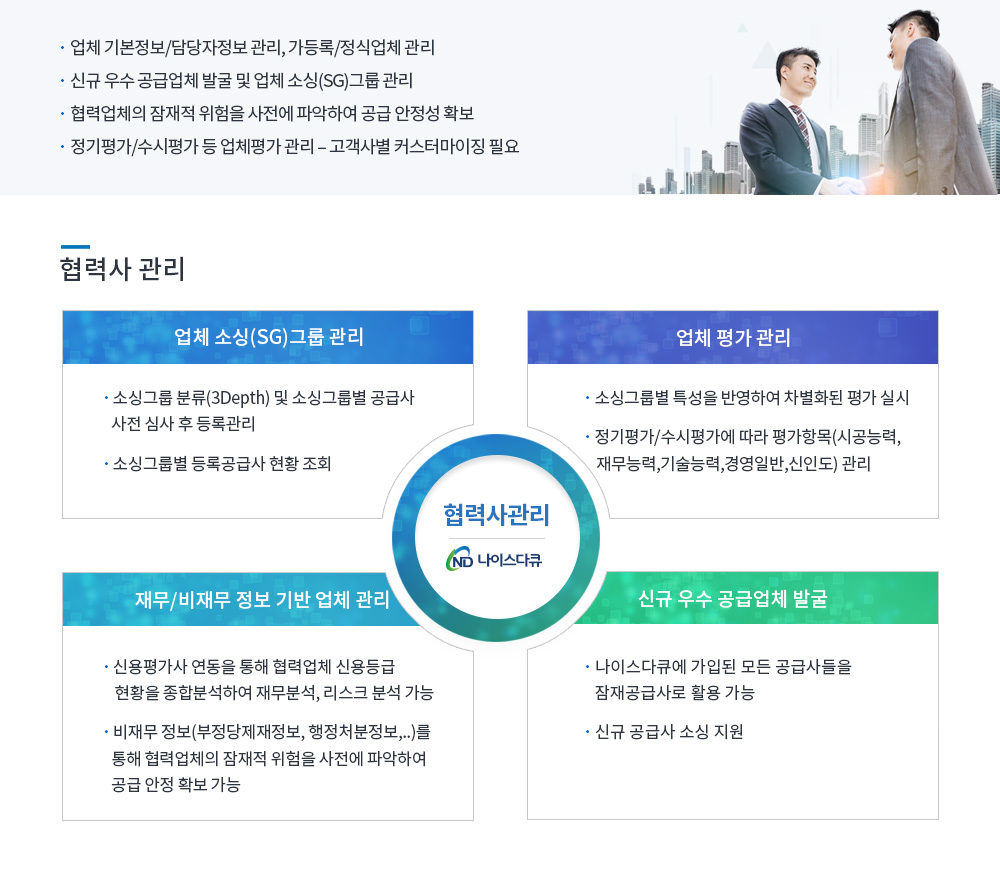 · 업체 기본정보/담당자정보 관리, 가등록/정식업체 관리
· 신규 우수 공급업체 발굴 및 업체 소싱(SG)그룹 관리
· 협력업체의 잠재적 위험을 사전에 파악하여 공급 안정성 확보
· 정기평가/수시평가 등 업체평가 관리 – 고객사별 커스터마이징 필요
협력사 관리
업체 소싱(SG)그룹 관리
· 소싱그룹 분류(3Depth) 및 소싱그룹별 공급사
사전 심사 후 등록관리
· 소싱그룹별 등록공급사 현황 조회
업체 평가 관리
· 소싱그룹별 특성을 반영하여 차별화된 평가 실시
· 정기평가/수시평가에 따라 평가항목(시공능력,
재무능력,기술능력,경영일반,신인도) 관리
협력사관리
ND 나이스다큐
재무/비재무 정보 기반 업체 관리
· 신용평가사 연동을 통해 협력업체 신용등급
현황을 종합분석하여 재무분석, 리스크 분석 가능
· 비재무 정보(부정당제재정보, 행정처분정보,..)를
통해 협력업체의 잠재적 위험을 사전에 파악하여
공급 안정 확보 가능
신규 우수 공급업체 발굴
· 나이스다큐에 가입된 모든 공급사들을
잠재공급사로 활용 가능
· 신규 공급사 소싱 지원